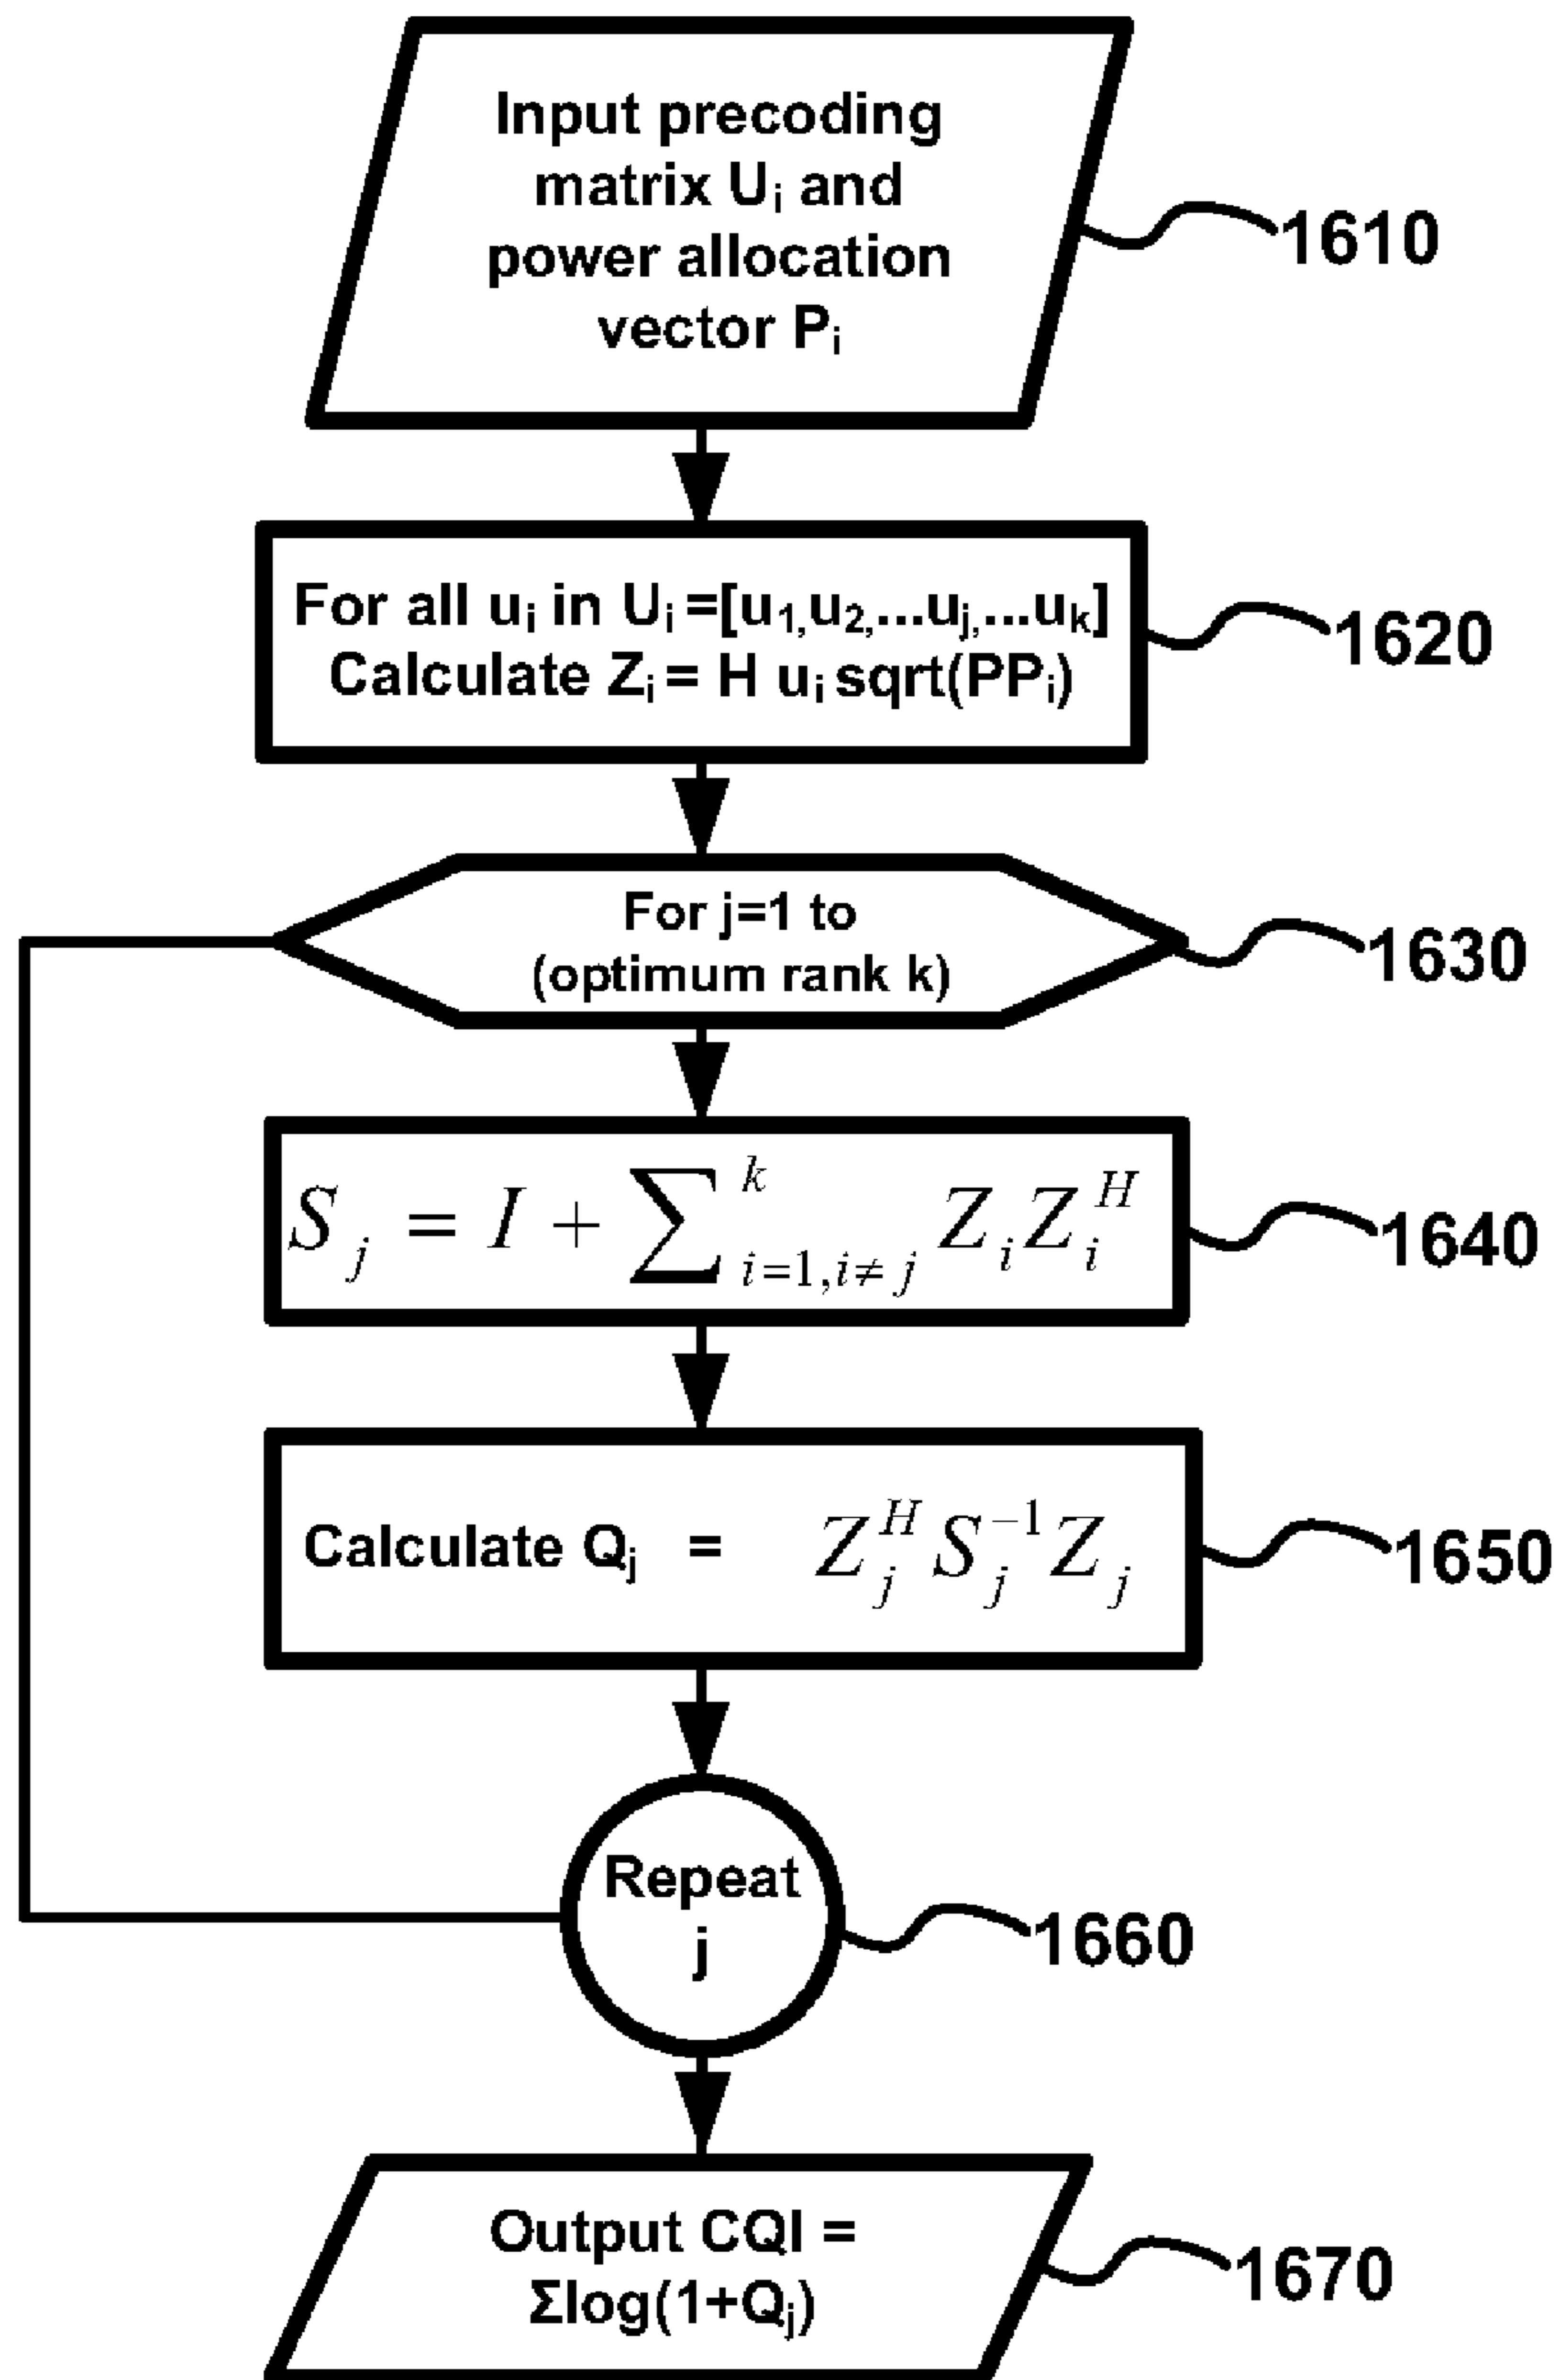 Input precoding
matrix Uᵢ and
power allocation
vector Pᵢ
1610
For all uᵢ in Uᵢ =[u₁,u₂,...uⱼ,...uₖ]
Calculate Zᵢ = H uᵢ sqrt(PPᵢ)
1620
For j=1 to
(optimum rank k)
1630
S_j = I + ∑_{i=1,i≠j}^{k} Z_i Z_i^H
1640
Calculate Qⱼ = Z_j^H S_j^{-1} Z_j
1650
Repeat
j
1660
Output CQI =
Σlog(1+Qⱼ)
1670